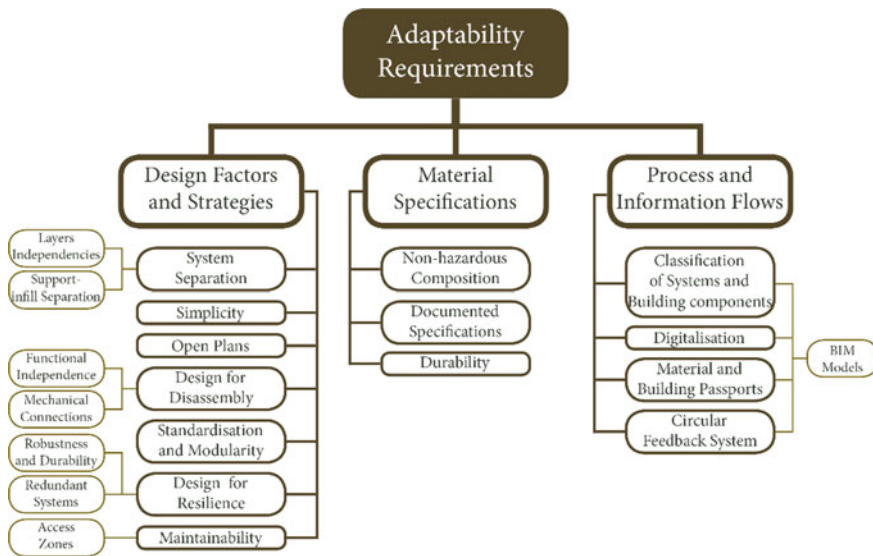 Adaptability
Requirements
Design Factors
and Strategies
Layers
Independencies
Support-
infill Separation
System
Separation
Simplicity
Open Plans
Functional
Independence
Mechanical
Connections
Design for
Disassembly
Standardisation
and Modularity
Robustness
and Durability
Redundant
Systems
Design for
Resilience
Access
Zones
Maintainability
Material
Specifications
Non-hazardous
Composition
Documented
Specifications
Durability
Process and
Information Flows
Classification
of Systems and
Building components
Digitalisation
Material and
Building Passports
Circular
Feedback System
BIM
Models